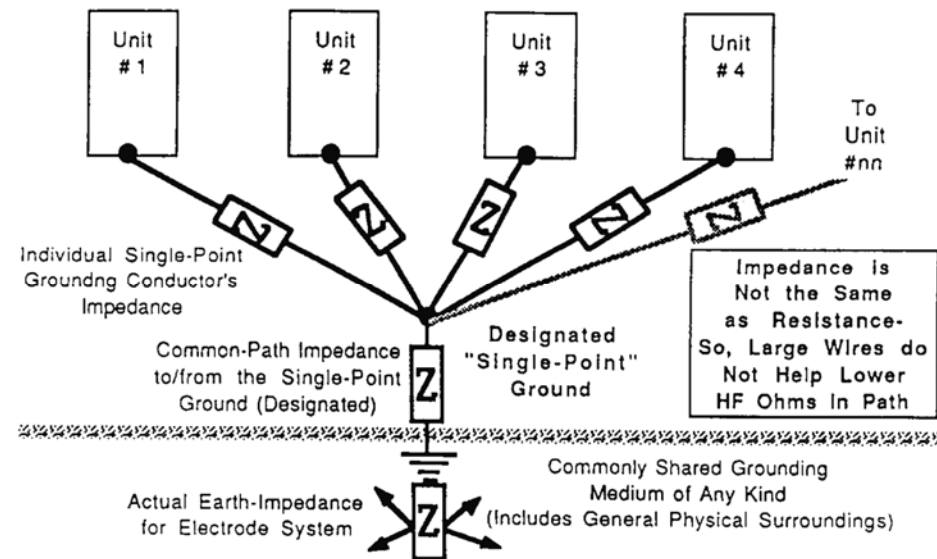 Unit
#1
Unit
#2
Unit
#3
Unit
#4
To
Unit
#nn
Z
Z
Z
Z
Z
Individual Single-Point
Groundng Conductor's
Impedance
Impedance is
Not the Same
as Resistance-
So, Large Wires do
Not Help Lower
HF Ohms in Path
Designated
"Single-Point"
Ground
Common-Path Impedance
to/from the Single-Point
Ground (Designated)
Z
Commonly Shared Grounding
Medium of Any Kind
(Includes General Physical Surroundings)
Actual Earth-Impedance
for Electrode System
Z